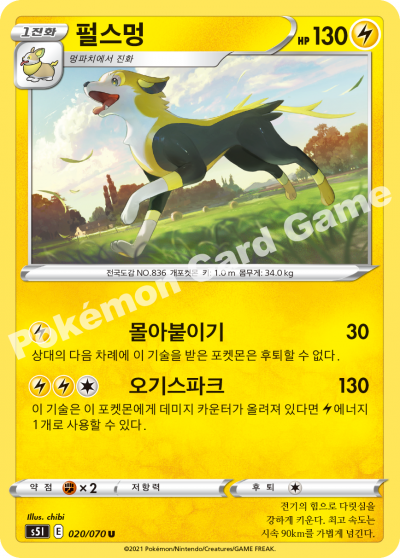 1진화
펄스멍
HP 130
멍파치에서 진화
전국도감 NO.836 개포켓몬 키: 1.0 m 몸무게: 34.0 kg
Pokémon Card Game
몰아붙이기 30
상대의 다음 차례에 이 기술을 받은 포켓몬은 후퇴할 수 없다.
오기스파크 130
이 기술은 이 포켓몬에게 데미지 카운터가 올려져 있다면 에너지
1개로 사용할 수 있다.
약점 ×2 저항력 후퇴
Illus. chibi
s5I E 020/070 U
전기의 힘으로 다릿심을
강하게 키운다. 최고 속도는
시속 90km를 가볍게 넘긴다.
©2021 Pokémon/Nintendo/Creatures/GAME FREAK.